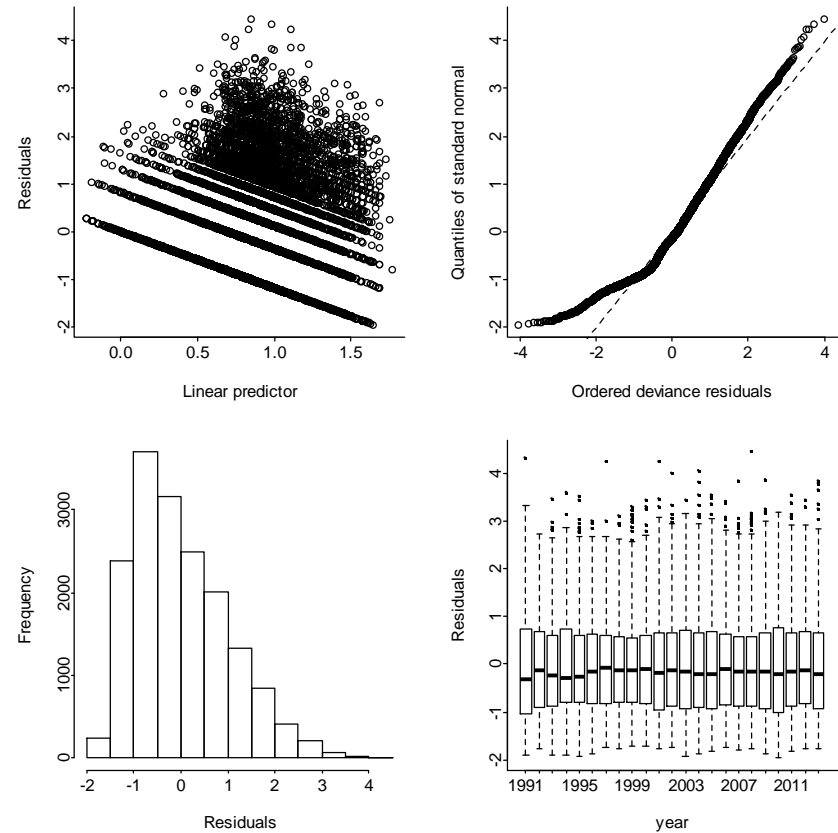 4
3
2
1
0
-1
-2
Residuals
0.0 0.5 1.0 1.5
Linear predictor
4
3
2
1
0
-1
-2
Quantiles of standard normal
-4 -2 0 2 4
Ordered deviance residuals
3000
2000
1000
0
Frequency
-2 -1 0 1 2 3 4
Residuals
4
3
2
1
0
-1
-2
Residuals
1991 1995 1999 2003 2007 2011
year